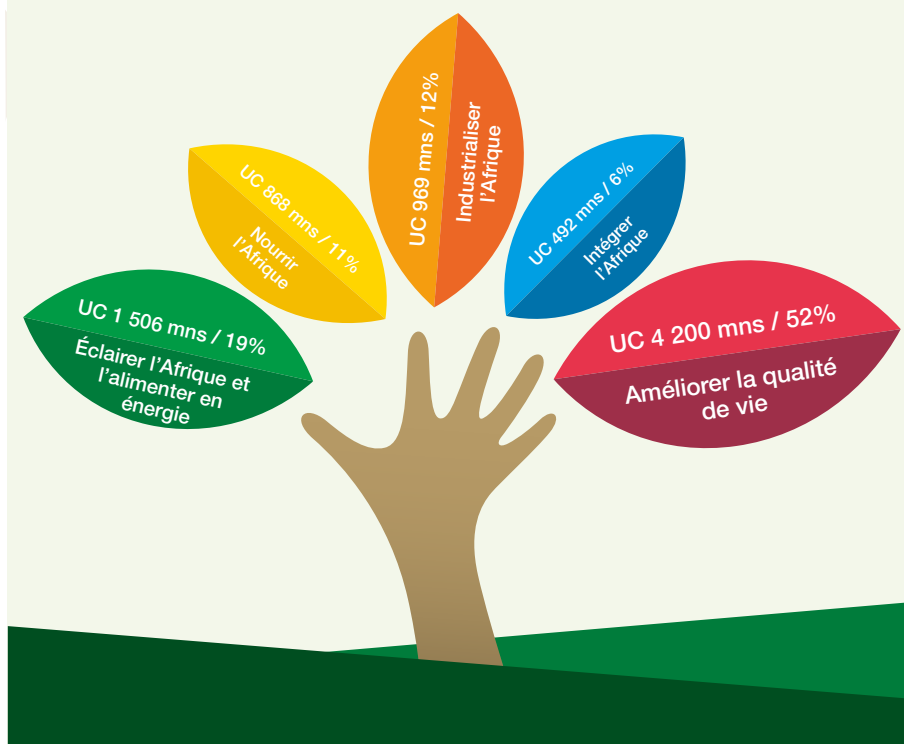 UC 1 506 mns / 19%
Éclairer l'Afrique et
l'alimenter en
énergie
UC 868 mns / 11%
Nourrir
l'Afrique
UC 969 mns / 12%
Industrialiser
l'Afrique
UC 492 mns / 6%
Intégrer
l'Afrique
UC 4 200 mns / 52%
Améliorer la qualité
de vie